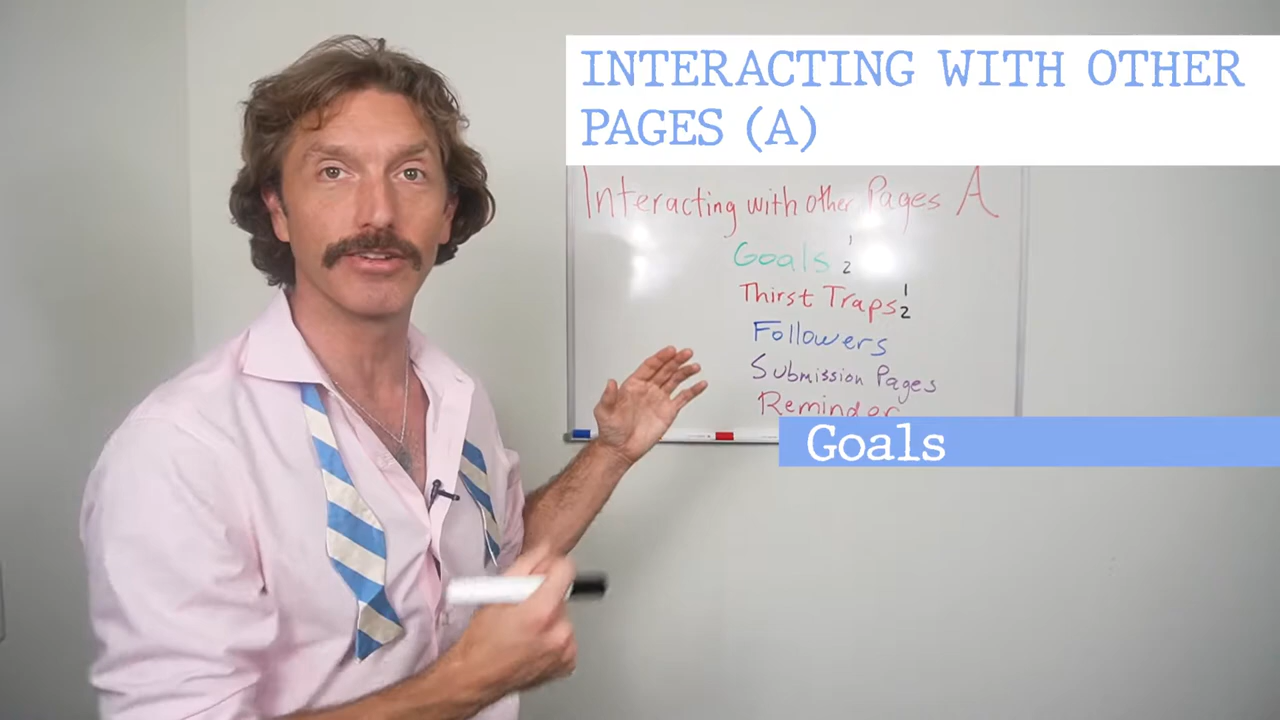 INTERACTING WITH OTHER
PAGES (A)
Interacting with other Pages A
Goals 1
2
Thirst Traps 1
2
Followers
Submission Pages
Reminder
Goals